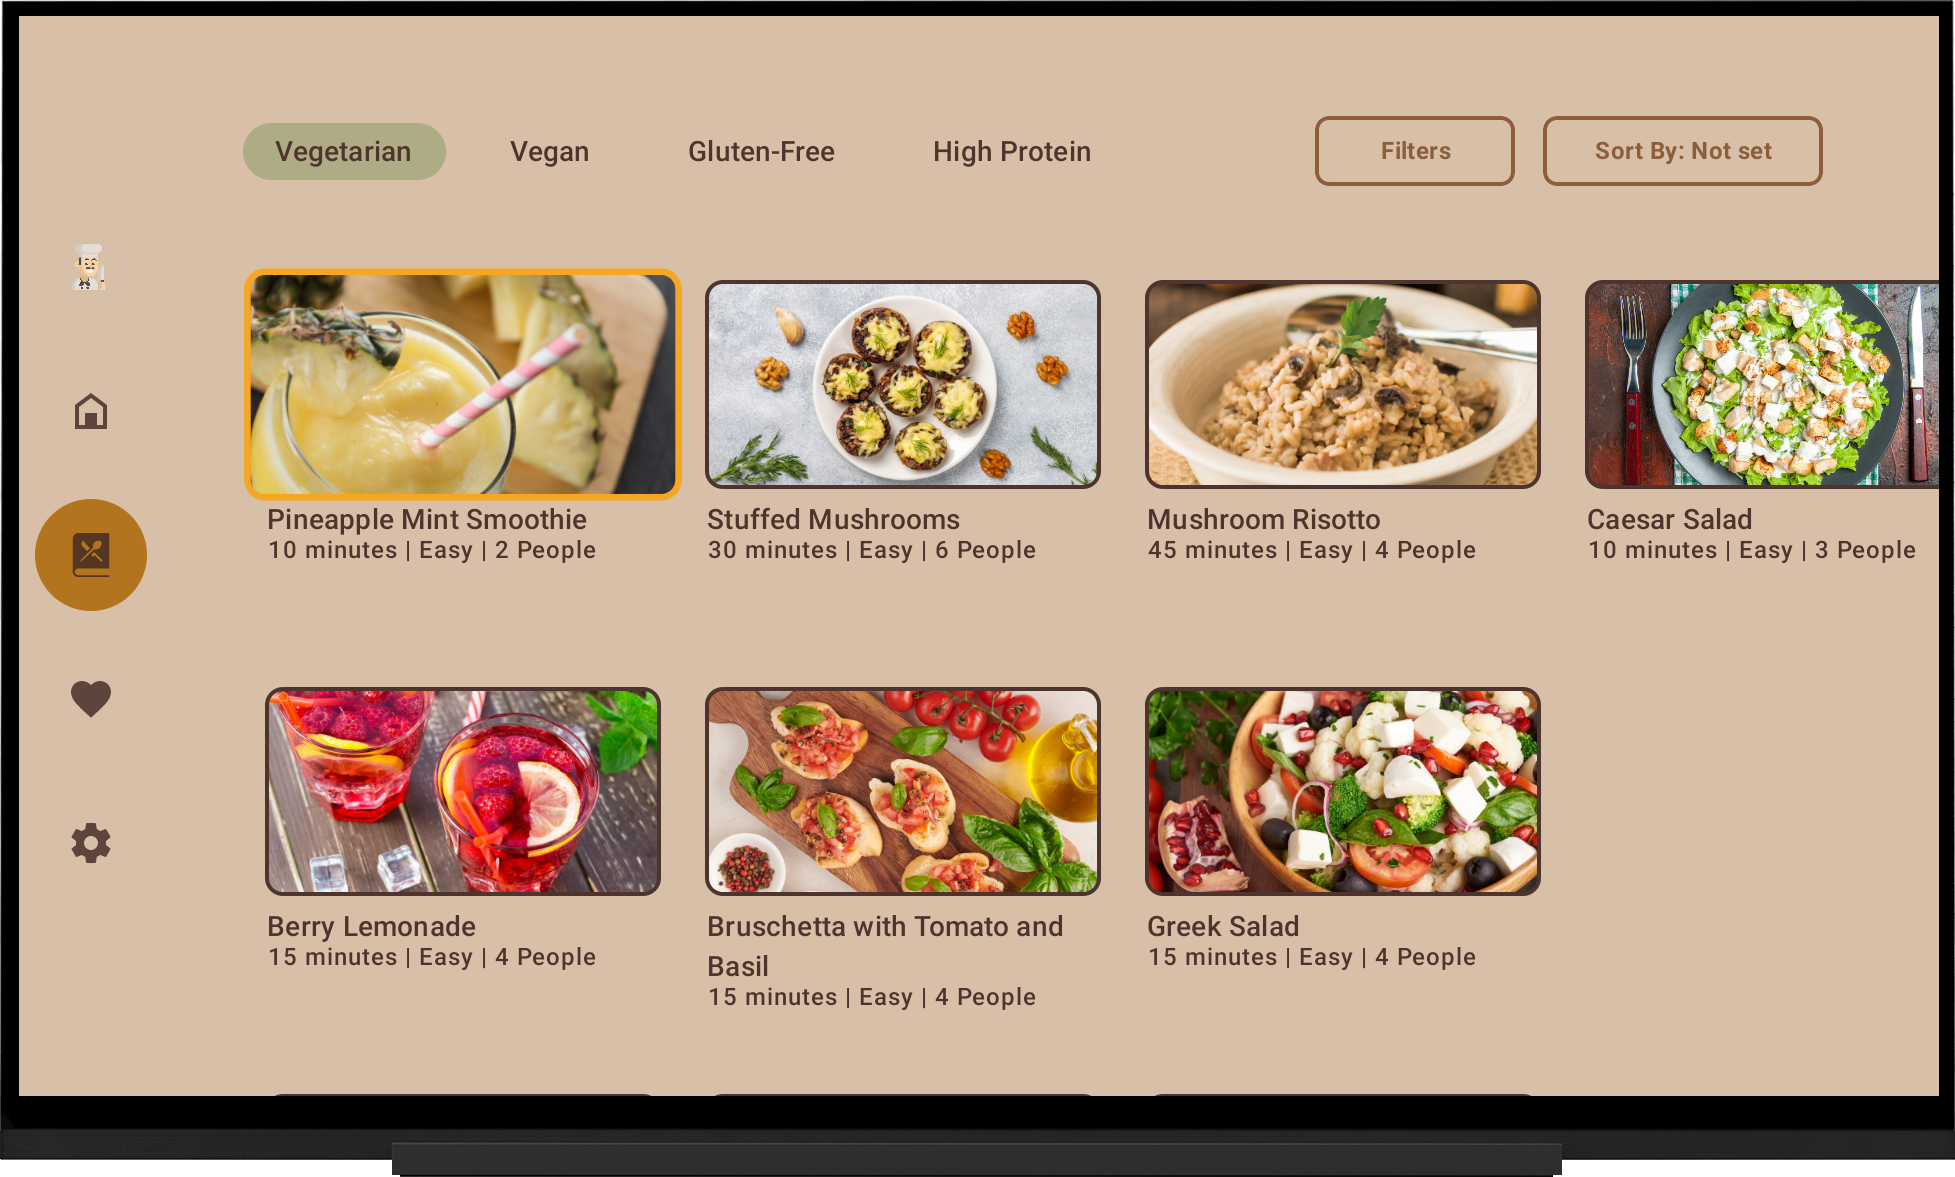 Vegetarian
Vegan
Gluten-Free
High Protein
Filters
Sort By: Not set
Pineapple Mint Smoothie
10 minutes | Easy | 2 People
Stuffed Mushrooms
30 minutes | Easy | 6 People
Mushroom Risotto
45 minutes | Easy | 4 People
Caesar Salad
10 minutes | Easy | 3 People
Berry Lemonade
15 minutes | Easy | 4 People
Bruschetta with Tomato and
Basil
15 minutes | Easy | 4 People
Greek Salad
15 minutes | Easy | 4 People